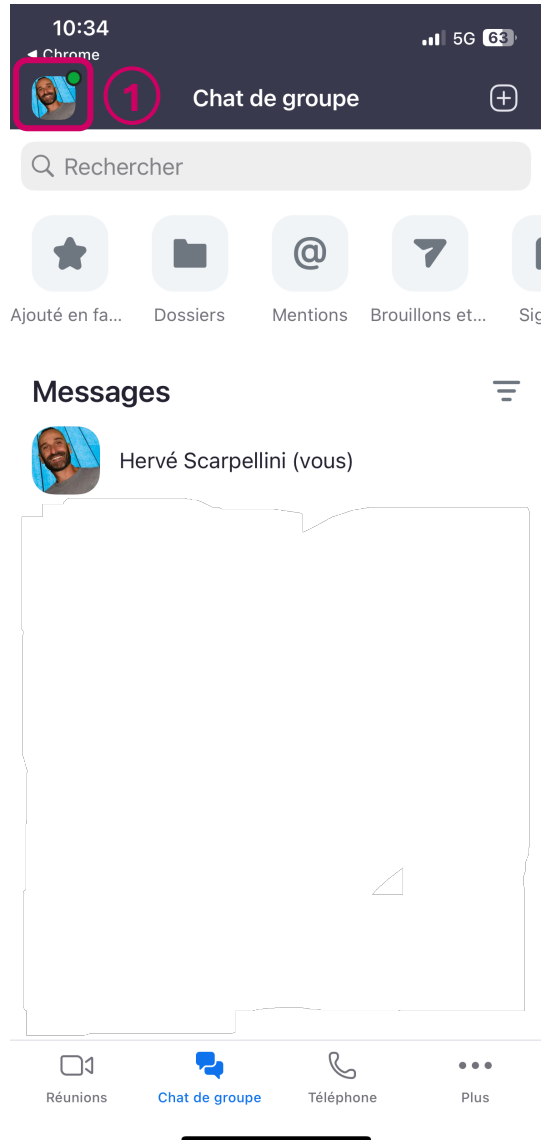 10:34
5G 63
◀ Chrome
1
Chat de groupe
Rechercher
Ajouté en fa... Dossiers Mentions Brouillons et... Sig
Messages
Hervé Scarpellini (vous)
Réunions Chat de groupe Téléphone Plus